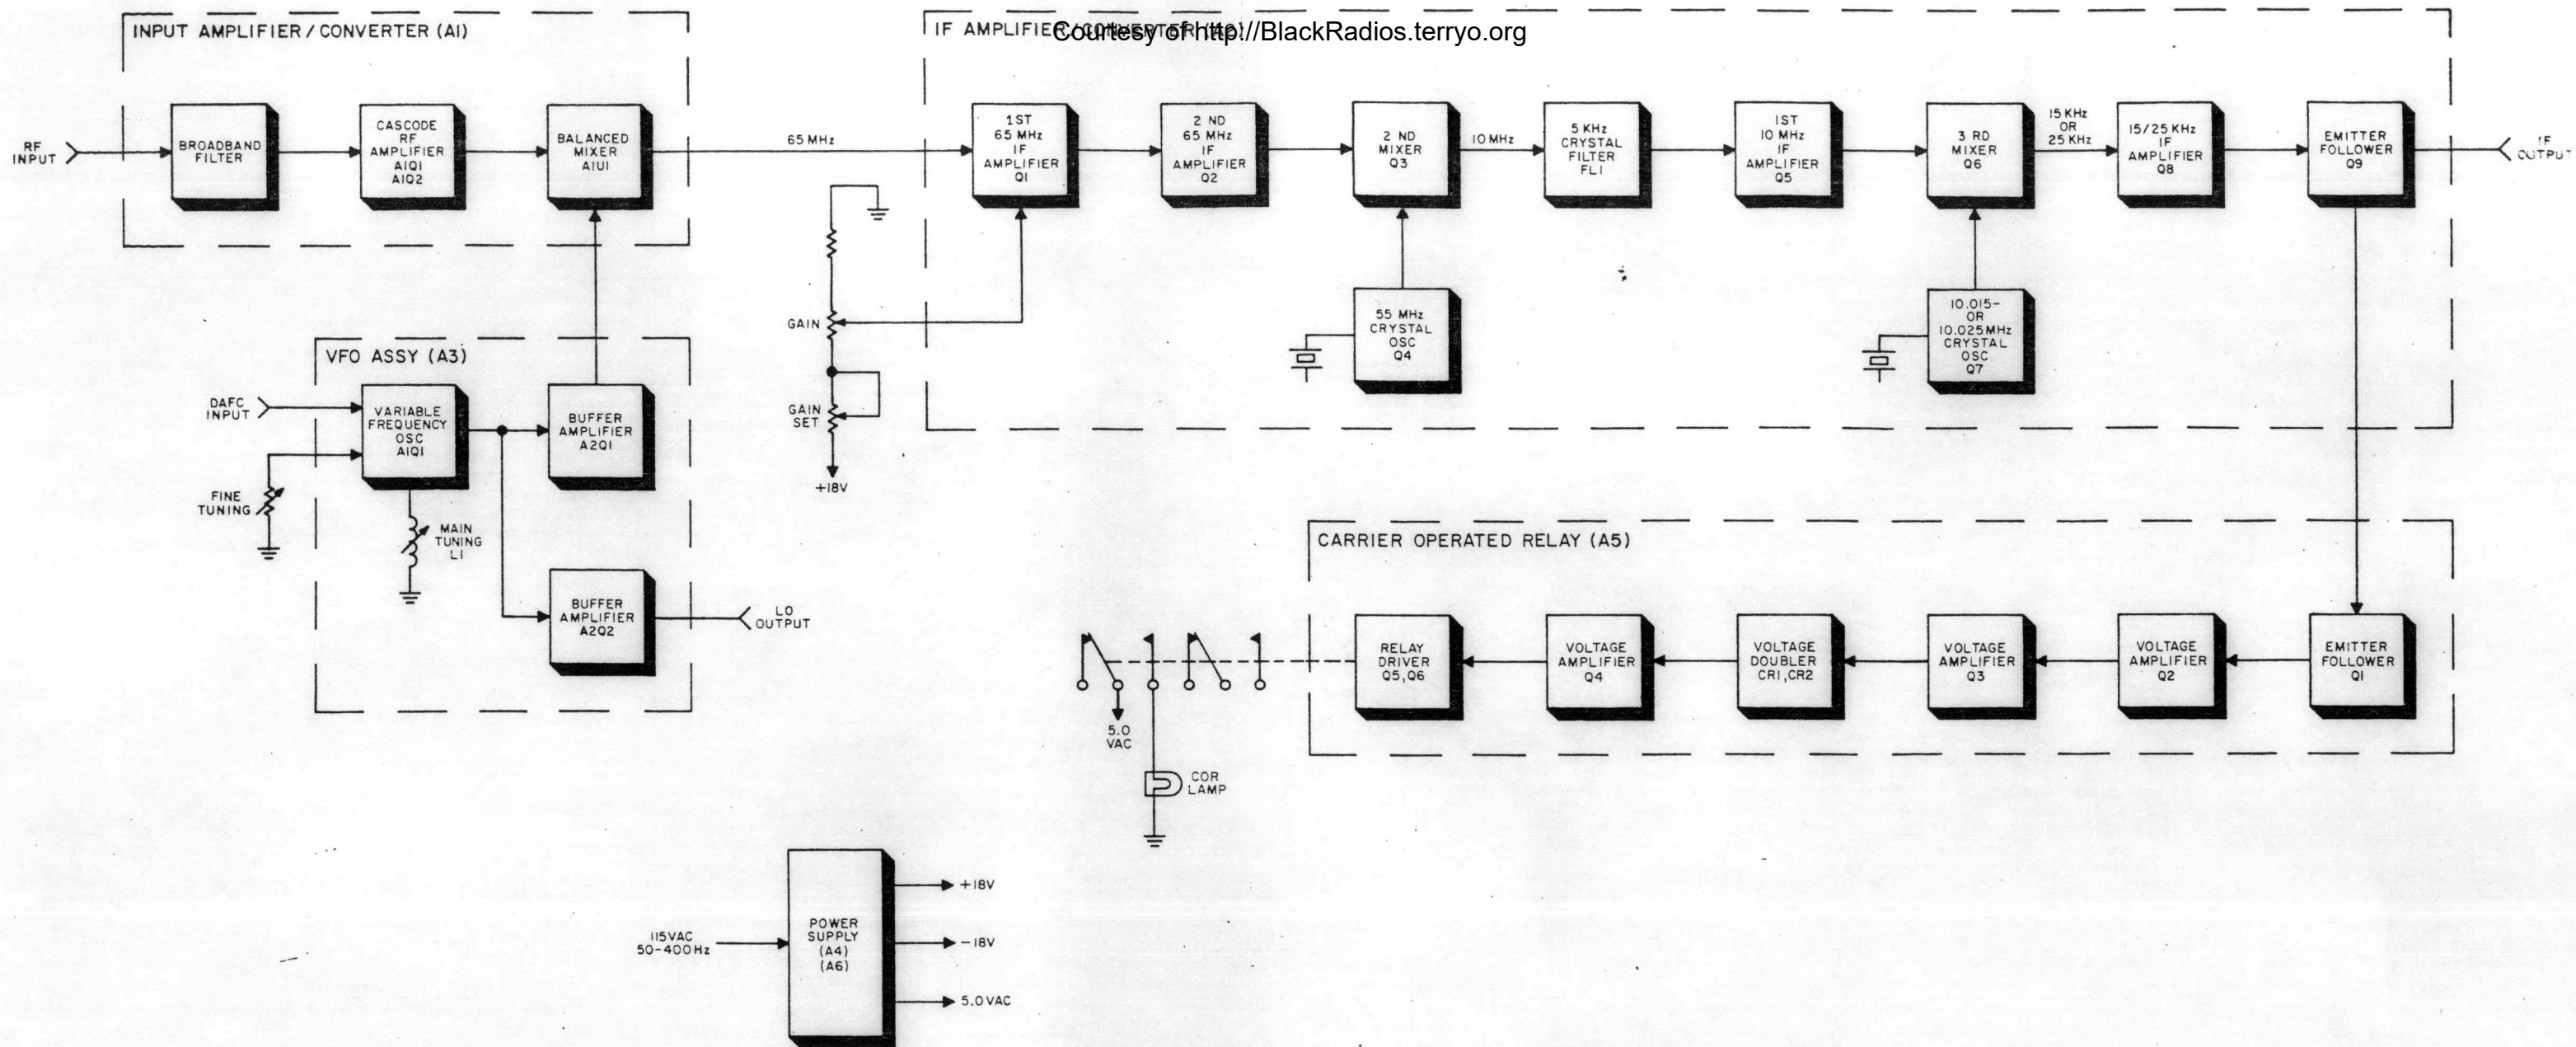 Courtesy of http://BlackRadios.terryo.org
INPUT AMPLIFIER / CONVERTER (A1)
RF
INPUT
BROADBAND
FILTER
CASCODE
RF
AMPLIFIER
A1Q1
A1Q2
BALANCED
MIXER
A1U1
65 MHz
IF AMPLIFIER/CONVERTER (A2)
1ST
65 MHz
IF
AMPLIFIER
Q1
2 ND
65 MHz
IF
AMPLIFIER
Q2
2 ND
MIXER
Q3
10 MHz
5 KHz
CRYSTAL
FILTER
FL1
1ST
10 MHz
IF
AMPLIFIER
Q5
3 RD
MIXER
Q6
15 KHz
OR
25 KHz
15/25 KHz
IF
AMPLIFIER
Q8
EMITTER
FOLLOWER
Q9
IF
OUTPUT
GAIN
GAIN
SET
+18V
55 MHz
CRYSTAL
OSC
Q4
10.015-
OR
10.025MHz
CRYSTAL
OSC
Q7
VFO ASSY (A3)
DAFC
INPUT
VARIABLE
FREQUENCY
OSC
A1Q1
BUFFER
AMPLIFIER
A2Q1
FINE
TUNING
MAIN
TUNING
L1
BUFFER
AMPLIFIER
A2Q2
LO
OUTPUT
CARRIER OPERATED RELAY (A5)
RELAY
DRIVER
Q5,Q6
VOLTAGE
AMPLIFIER
Q4
VOLTAGE
DOUBLER
CR1,CR2
VOLTAGE
AMPLIFIER
Q3
VOLTAGE
AMPLIFIER
Q2
EMITTER
FOLLOWER
Q1
5.0
VAC
COR
LAMP
115VAC
50-400Hz
POWER
SUPPLY
(A4)
(A6)
+18V
-18V
5.0VAC